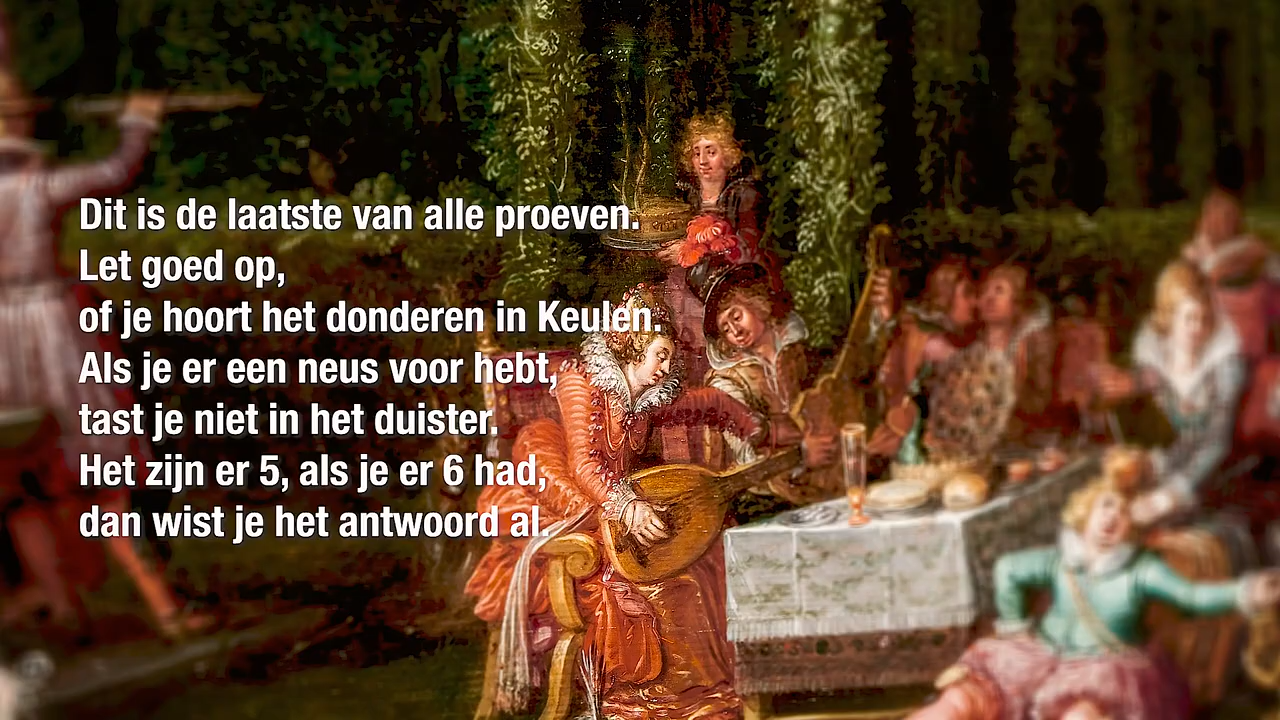 Dit is de laatste van alle proeven.
Let goed op,
of je hoort het donderen in Keulen.
Als je er een neus voor hebt,
tast je niet in het duister.
Het zijn er 5, als je er 6 had,
dan wist je het antwoord al.